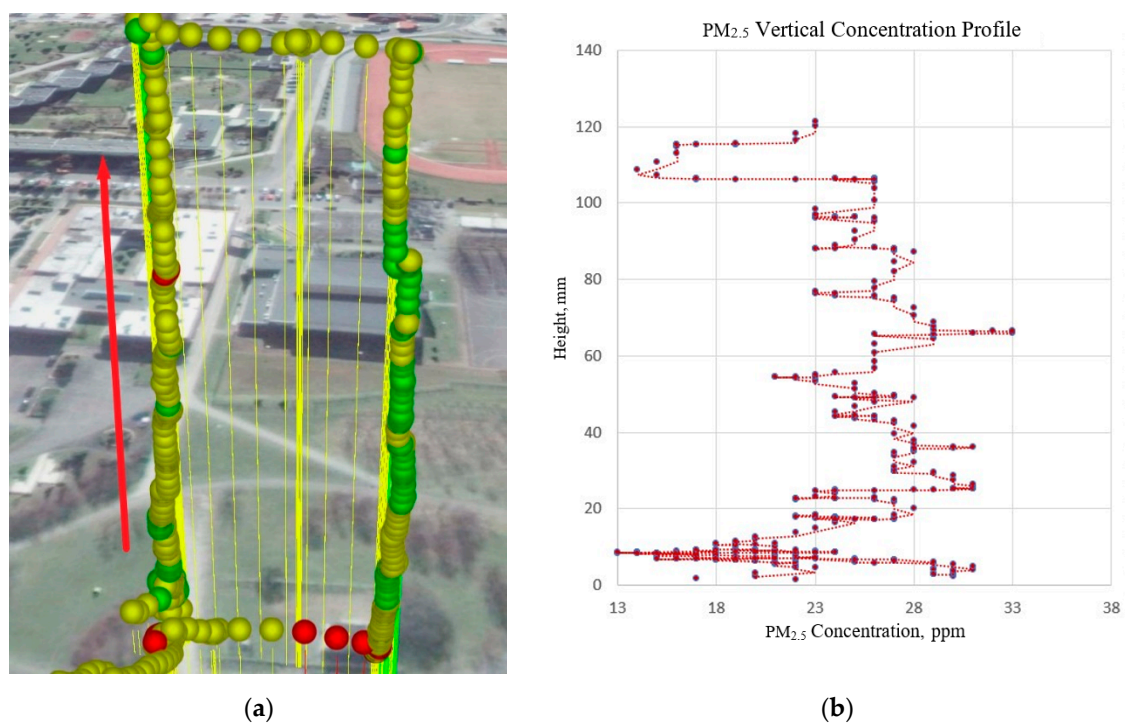 PM2.5 Vertical Concentration Profile
140
120
100
80
60
40
20
0
Height, mm
13 18 23 28 33 38
PM2.5 Concentration, ppm
(a) (b)